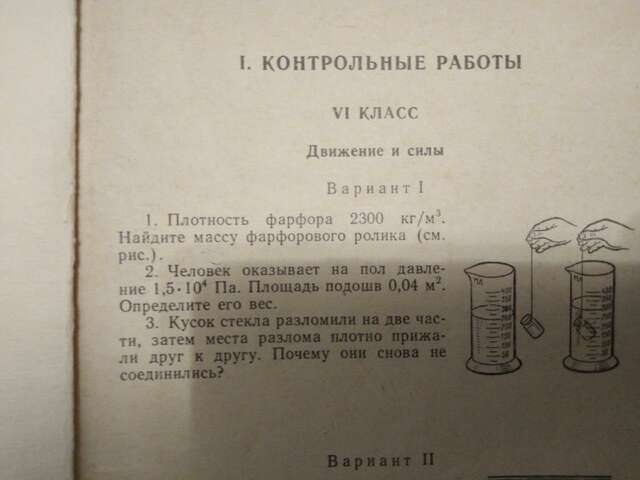 I. КОНТРОЛЬНЫЕ РАБОТЫ
VI КЛАСС
Движение и силы
Вариант I
1. Плотность фарфора 2300 кг/м³.
Найдите массу фарфорового ролика (см.
рис.).
2. Человек оказывает на пол давле-
ние 1,5·10⁴ Па. Площадь подошв 0,04 м².
Определите его вес.
3. Кусок стекла разломили на две час-
ти, затем места разлома плотно прижа-
ли друг к другу. Почему они снова не
соединились?
Вариант II